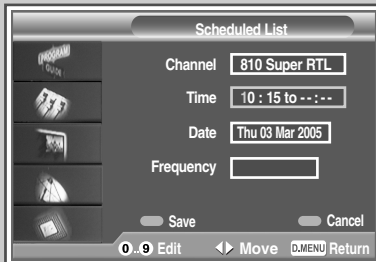 Scheduled List
PROGRAM GUIDE
Channel 810 Super RTL
Time 10 : 15 to --:--
Date Thu 03 Mar 2005
Frequency
Save Cancel
0..9 Edit Move D.MENU Return